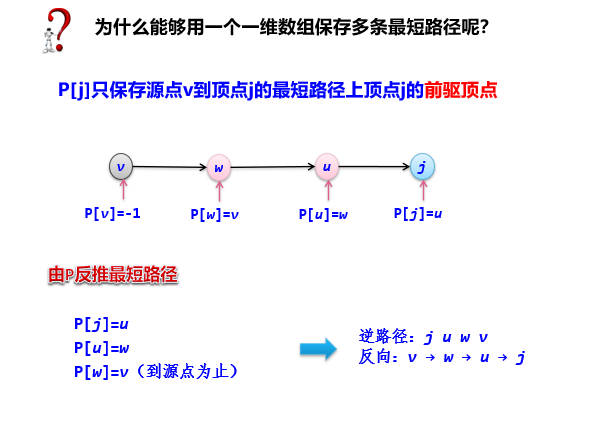 为什么能够用一个一维数组保存多条最短路径呢？
P[j]只保存源点v到顶点j的最短路径上顶点j的前驱顶点
v w u j
P[v]=-1 P[w]=v P[u]=w P[j]=u
由P反推最短路径
P[j]=u
P[u]=w
P[w]=v（到源点为止）
逆路径：j u w v
反向：v → w → u → j